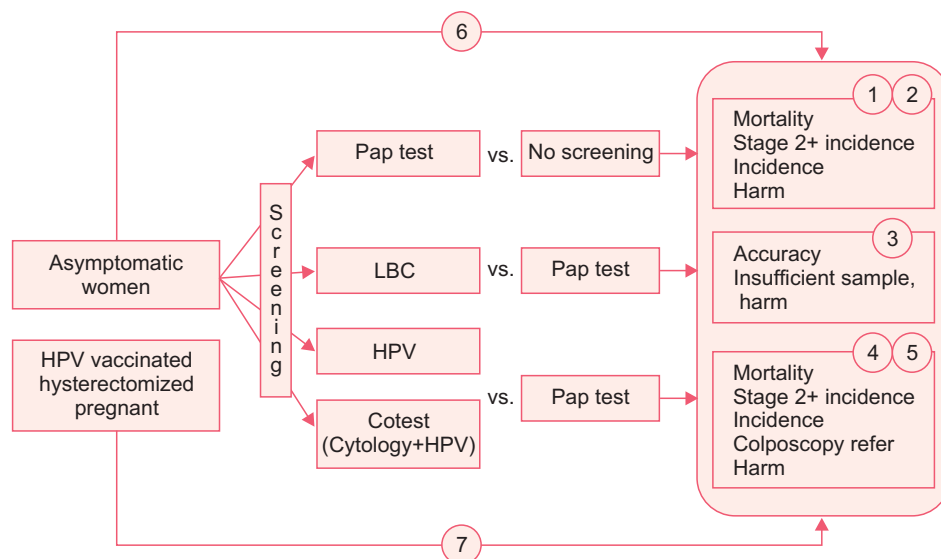 6
Asymptomatic
women
HPV vaccinated
hysterectomized
pregnant
Screening
Pap test
vs.
No screening
LBC
vs.
Pap test
HPV
Cotest
(Cytology+HPV)
vs.
Pap test
1 2
Mortality
Stage 2+ incidence
Incidence
Harm
3
Accuracy
Insufficient sample,
harm
4 5
Mortality
Stage 2+ incidence
Incidence
Colposcopy refer
Harm
7